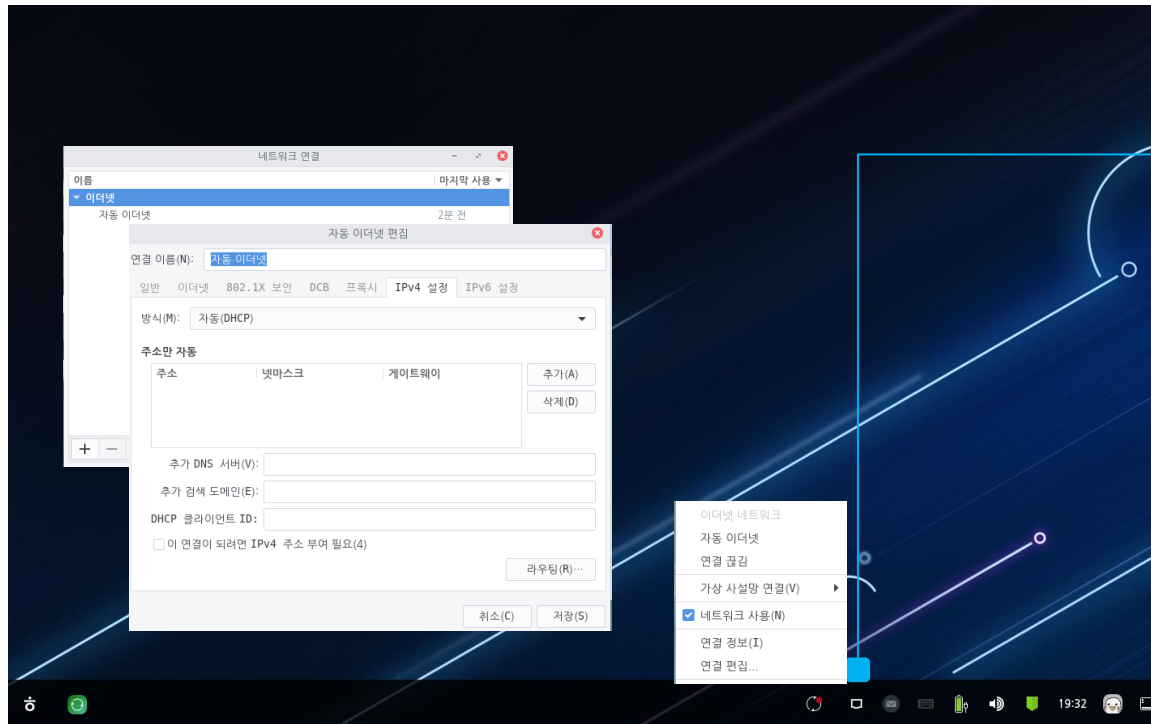 네트워크 연결
이름 마지막 사용
이더넷
자동 이더넷 2분 전
자동 이더넷 편집
연결 이름(N): 자동 이더넷
일반 이더넷 802.1X 보안 DCB 프록시 IPv4 설정 IPv6 설정
방식(M): 자동(DHCP)
주소만 자동
주소 넷마스크 게이트웨이
추가(A)
삭제(D)
추가 DNS 서버(V):
추가 검색 도메인(E):
DHCP 클라이언트 ID:
이 연결이 되려면 IPv4 주소 부여 필요(4)
라우팅(R)…
취소(C) 저장(S)
이더넷 네트워크
자동 이더넷
연결 끊김
가상 사설망 연결(V)
네트워크 사용(N)
연결 정보(I)
연결 편집...
ㅎ
19:32